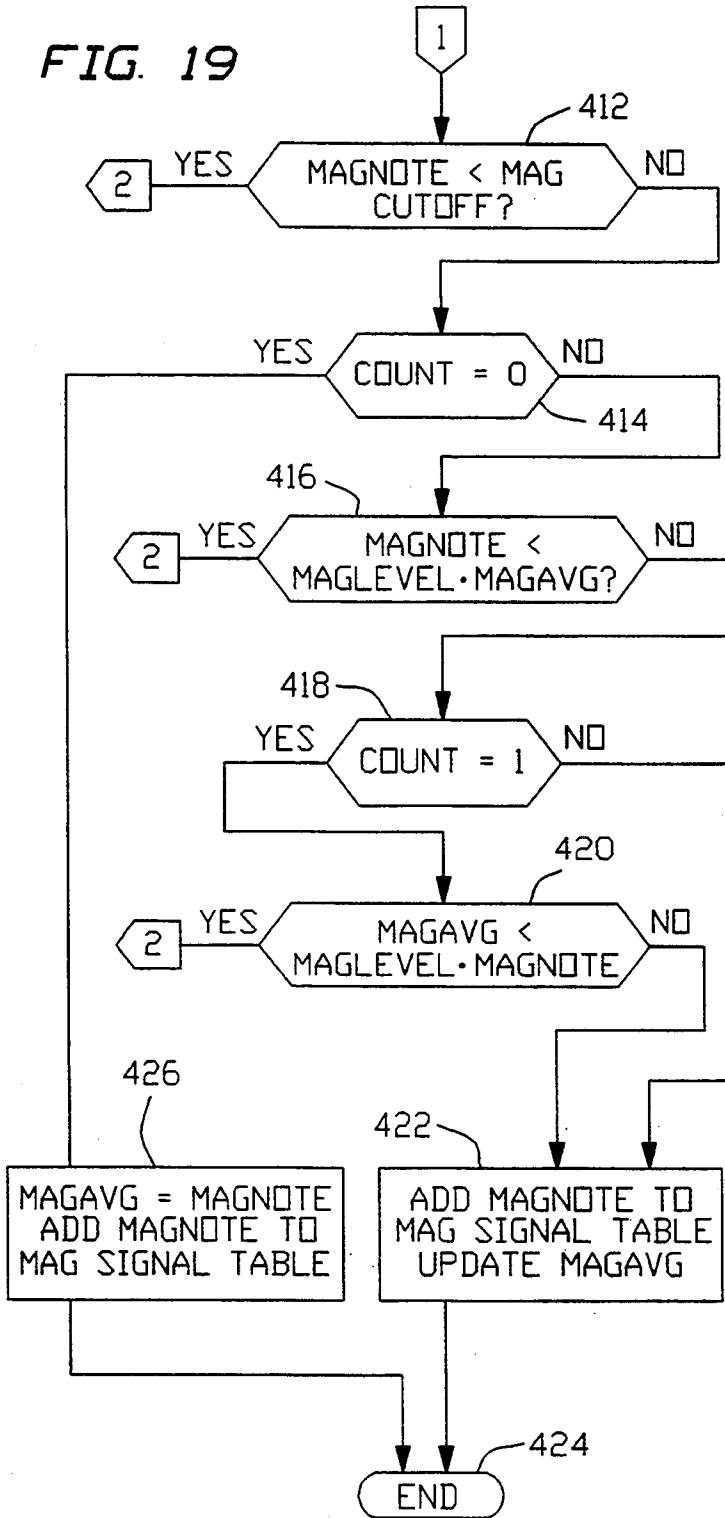 FIG. 19
1
412
YES
2
MAGNOTE < MAG
CUTOFF?
NO
YES
COUNT = 0
NO
414
416
YES
2
MAGNOTE <
MAGLEVEL·MAGAVG?
NO
418
YES
COUNT = 1
NO
420
YES
2
MAGAVG <
MAGLEVEL·MAGNOTE
NO
426
MAGAVG = MAGNOTE
ADD MAGNOTE TO
MAG SIGNAL TABLE
422
ADD MAGNOTE TO
MAG SIGNAL TABLE
UPDATE MAGAVG
424
END